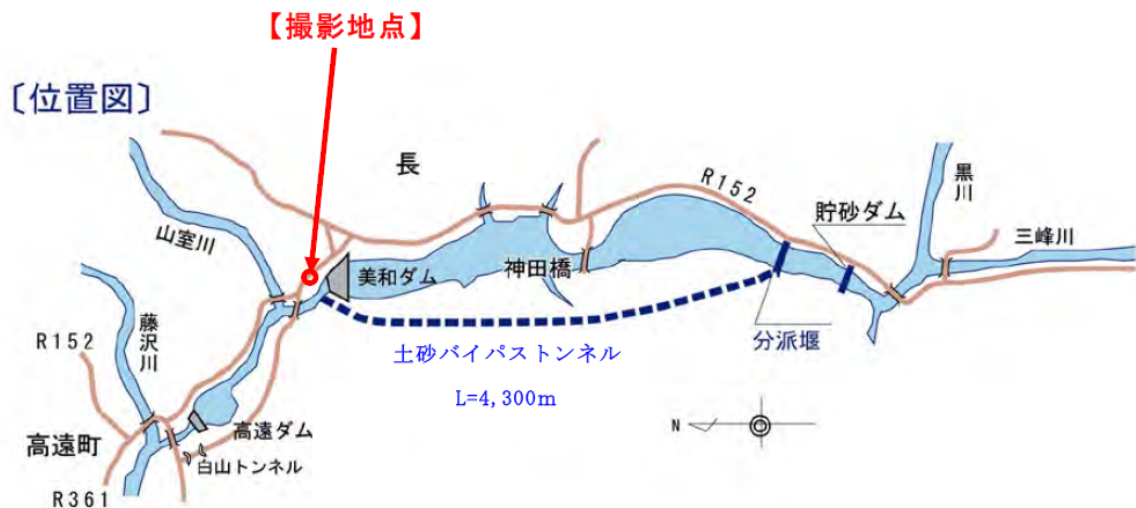 【撮影地点】
〔位置図〕
長
R152
黒川
貯砂ダム
三峰川
山室川
美和ダム
神田橋
藤沢川
R152
分派堰
土砂バイパストンネル
L=4,300m
N
高遠町
高遠ダム
白山トンネル
R361